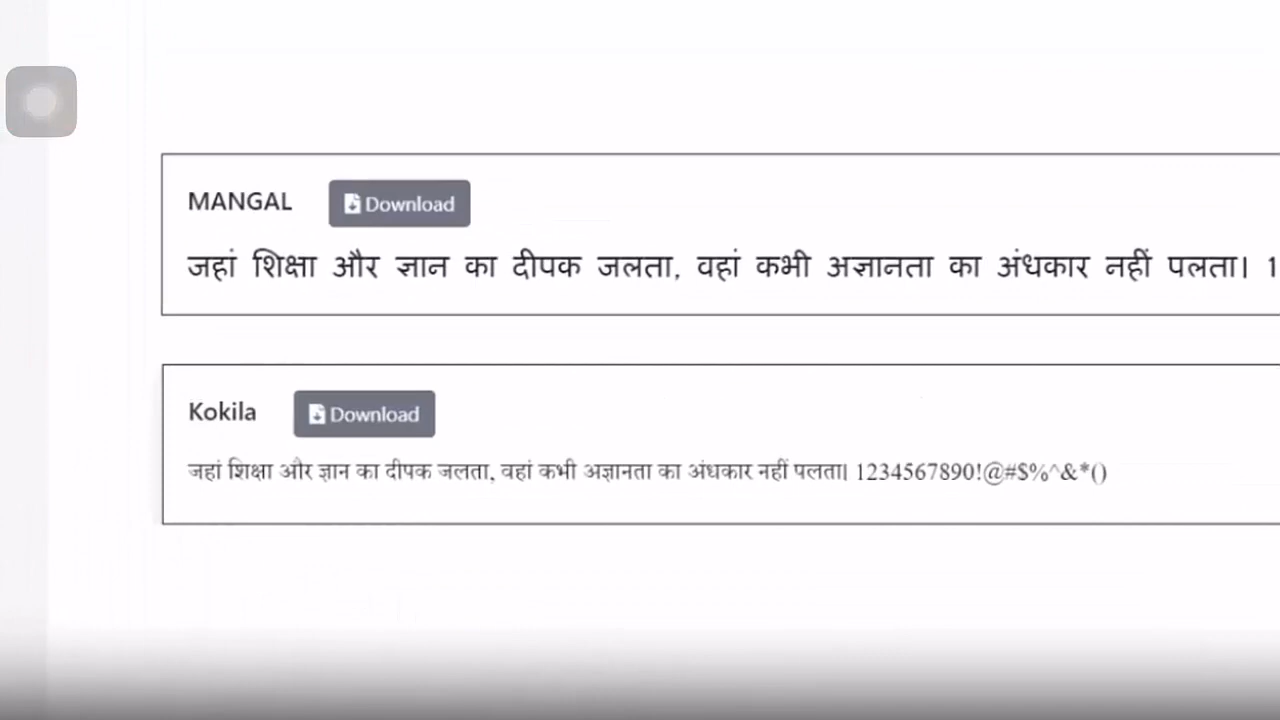 MANGAL Download
जहां शिक्षा और ज्ञान का दीपक जलता, वहां कभी अज्ञानता का अंधकार नहीं पलता। 1
Kokila Download
जहां शिक्षा और ज्ञान का दीपक जलता, वहां कभी अज्ञानता का अंधकार नहीं पलता। 1234567890!@#$%^&*()